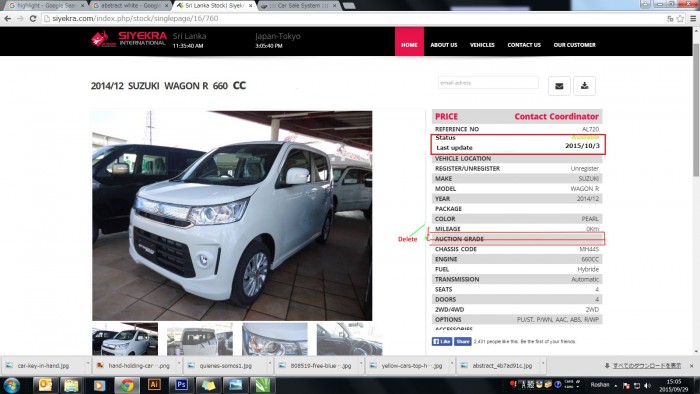 highlight - Google Sear
abstract white - Google
Sri Lanka Stock| Siyekra
::: Car Sale System :::
siyekra.com/index.php/stock/singlepage/16/760
SIYEKRA
INTERNATIONAL
Sri Lanka
11:35:40 AM
Japan-Tokyo
3:05:40 PM
HOME
ABOUT US
VEHICLES
CONTACT US
OUR CUSTOMER
2014/12 SUZUKI WAGON R 660 CC
email adress
PRICE Contact Coordinator
REFERENCE NO AL720
Status Available
Last update 2015/10/3
VEHICLE LOCATION
REGISTER/UNREGISTER Unregister
MAKE SUZUKI
MODEL WAGON R
YEAR 2014/12
PACKAGE
COLOR PEARL
MILEAGE 0Km
Delete
AUCTION GRADE
CHASSIS CODE MH44S
ENGINE 660CC
FUEL Hybride
TRANSMISSION Automatic
SEATS 4
DOORS 4
2WD/4WD 2WD
OPTIONS PU/ST, P/WN, AAC, ABS, R/WP
ACCESSORIES
Like Share 2,431 people like this. Be the first of your friends.
car-key-in-hand.jpg
hand-holding-car-....png
quienes-somos1.jpg
608519-free-blue-...jpg
yellow-cars-top-h....jpg
abstract_4b7ad91c.jpg
すべてのダウンロードを表示
Ai
Ps
Roshan
15:05
2015/09/29